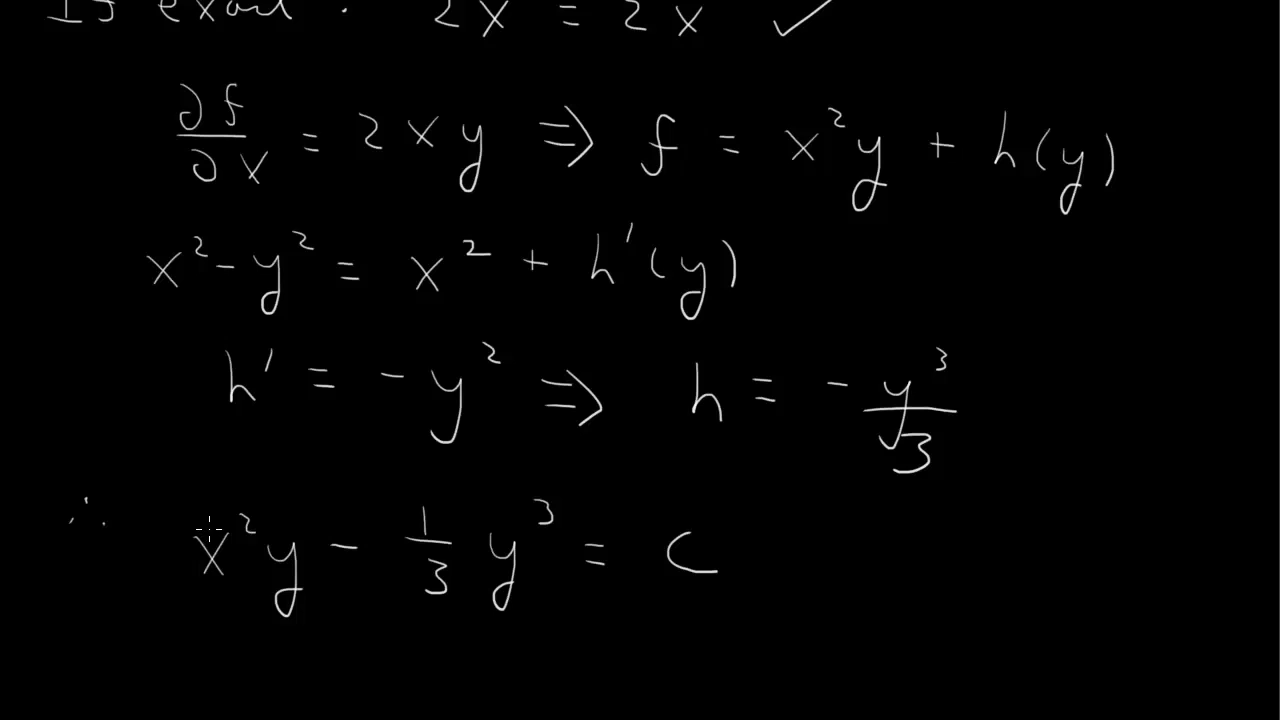 Is exact : 2x = 2x ✓
∂f/∂x = 2xy ⇒ f = x²y + h(y)
x² - y² = x² + h'(y)
h' = -y² ⇒ h = -y³/3
∴ x²y - 1/3 y³ = C